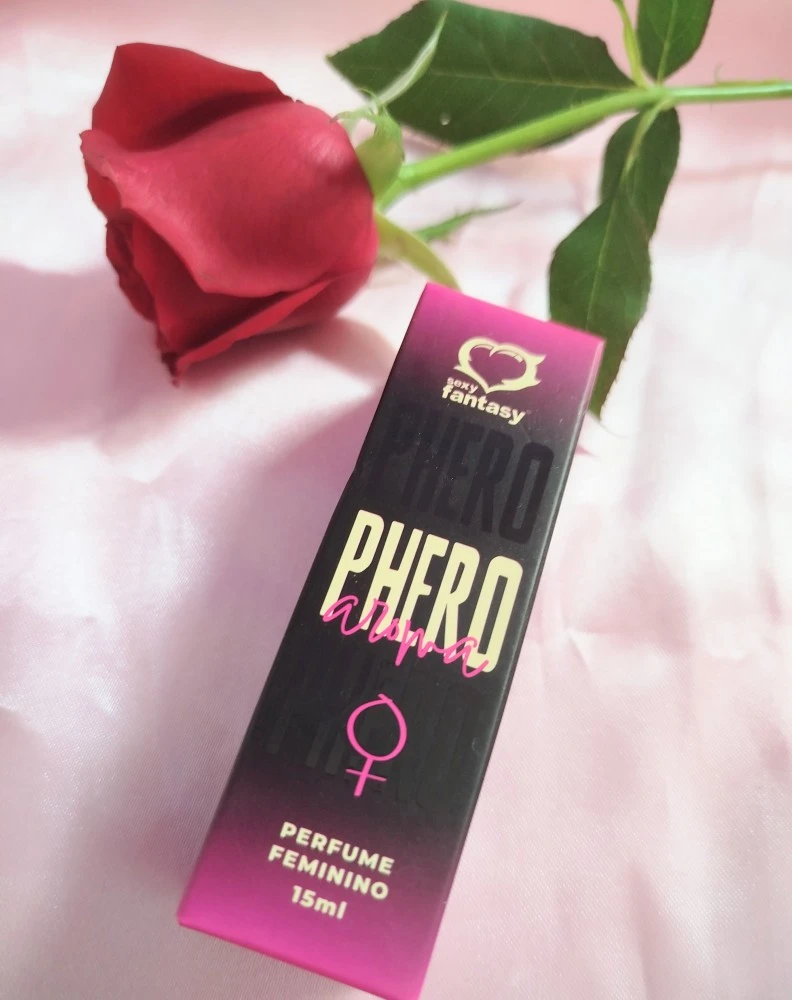 sexy
fantasy
PHERO
PHERO
aroma
PERFUME
FEMININO
15ml